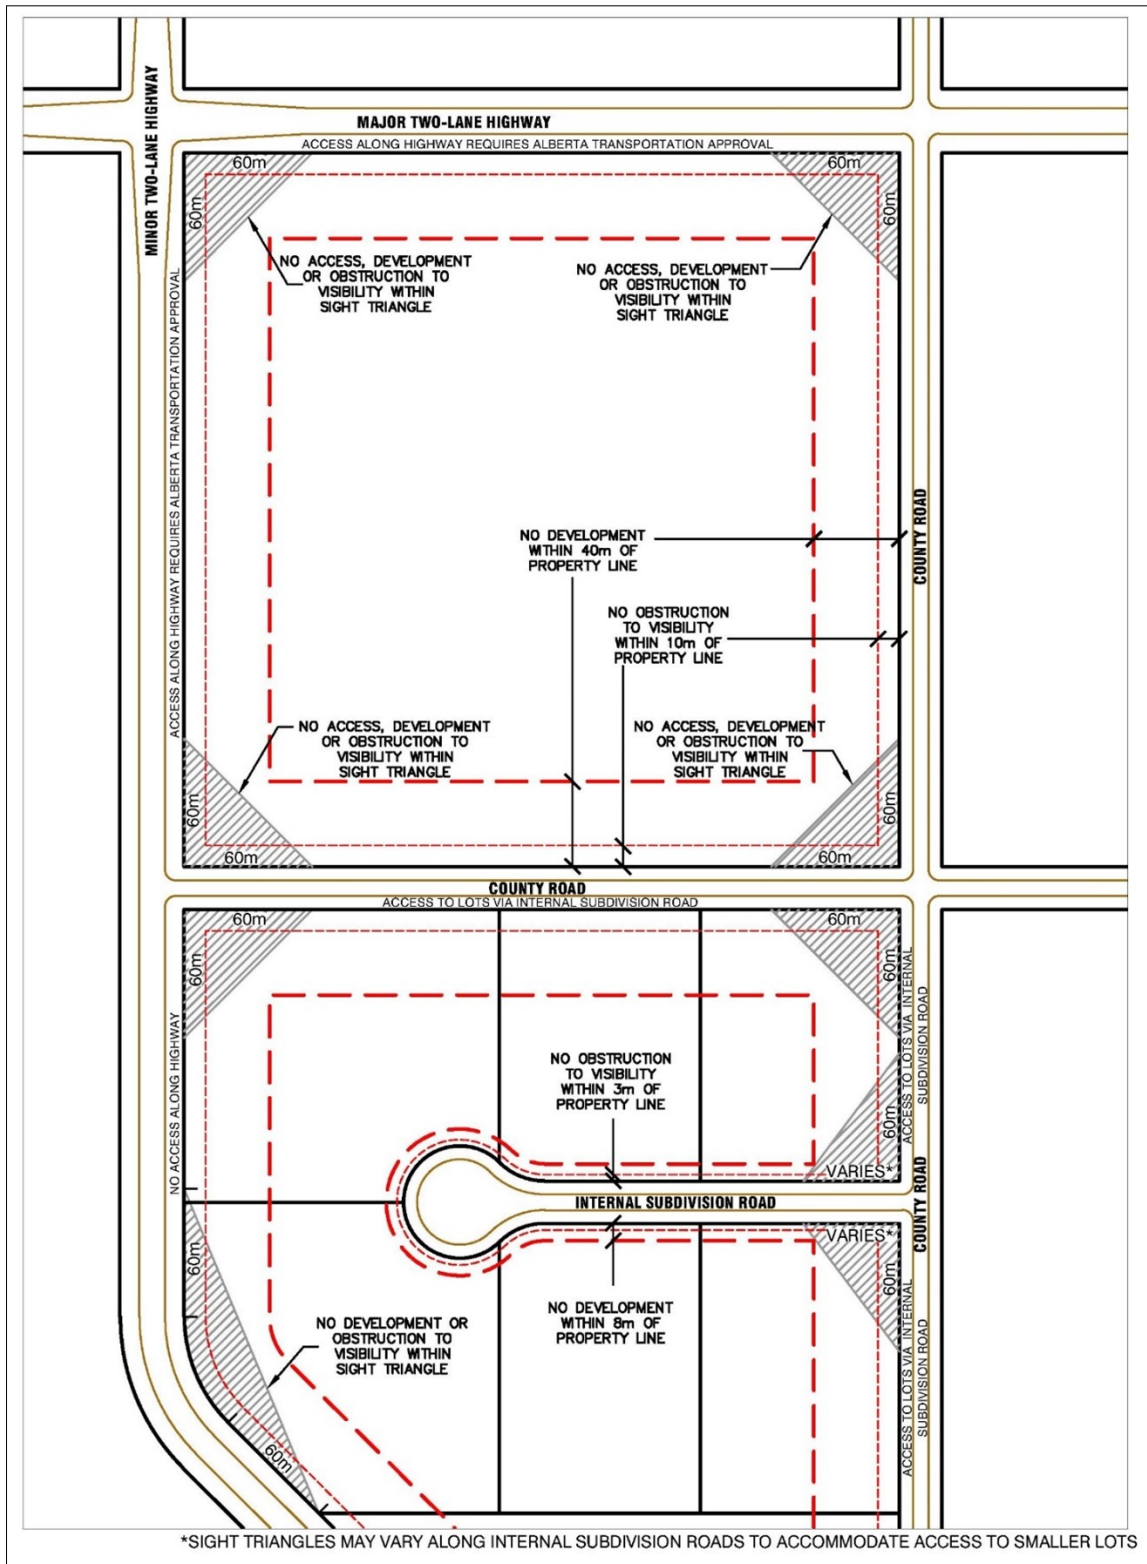 MINOR TWO-LANE HIGHWAY
MAJOR TWO-LANE HIGHWAY
ACCESS ALONG HIGHWAY REQUIRES ALBERTA TRANSPORTATION APPROVAL
60m
60m
60m
60m
NO ACCESS, DEVELOPMENT
OR OBSTRUCTION TO
VISIBILITY WITHIN
SIGHT TRIANGLE
NO ACCESS, DEVELOPMENT
OR OBSTRUCTION TO
VISIBILITY WITHIN
SIGHT TRIANGLE
ACCESS ALONG HIGHWAY REQUIRES ALBERTA TRANSPORTATION APPROVAL
NO DEVELOPMENT
WITHIN 40m OF
PROPERTY LINE
COUNTY ROAD
NO OBSTRUCTION
TO VISIBILITY
WITHIN 10m OF
PROPERTY LINE
NO ACCESS, DEVELOPMENT
OR OBSTRUCTION TO
VISIBILITY WITHIN
SIGHT TRIANGLE
NO ACCESS, DEVELOPMENT
OR OBSTRUCTION TO
VISIBILITY WITHIN
SIGHT TRIANGLE
60m
60m
60m
60m
COUNTY ROAD
ACCESS TO LOTS VIA INTERNAL SUBDIVISION ROAD
60m
60m
60m
60m
NO ACCESS ALONG HIGHWAY
ACCESS TO LOTS VIA INTERNAL
SUBDIVISION ROAD
NO OBSTRUCTION
TO VISIBILITY
WITHIN 3m OF
PROPERTY LINE
60m
VARIES*
INTERNAL SUBDIVISION ROAD
COUNTY ROAD
VARIES*
60m
60m
NO DEVELOPMENT
WITHIN 8m OF
PROPERTY LINE
NO DEVELOPMENT OR
OBSTRUCTION TO
VISIBILITY WITHIN
SIGHT TRIANGLE
ACCESS TO LOTS VIA INTERNAL
SUBDIVISION ROAD
60m
*SIGHT TRIANGLES MAY VARY ALONG INTERNAL SUBDIVISION ROADS TO ACCOMMODATE ACCESS TO SMALLER LOTS